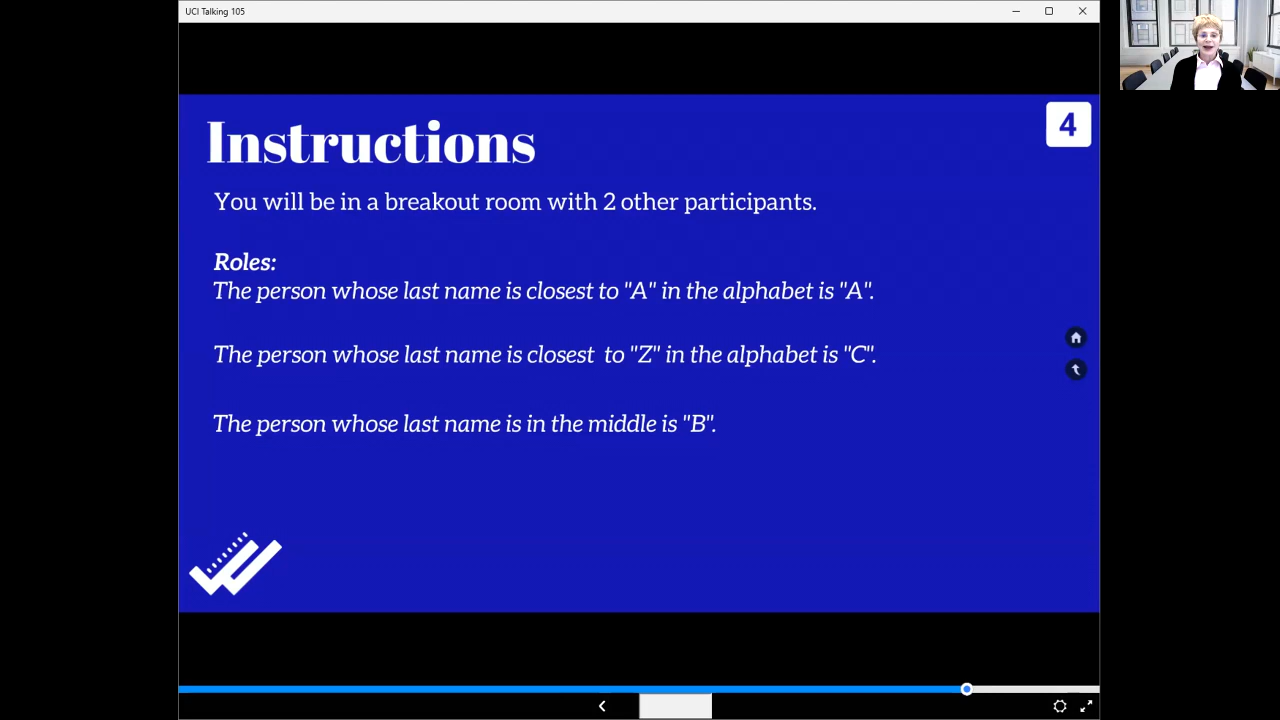 UCI Talking 105
Instructions
4
You will be in a breakout room with 2 other participants.
Roles:
The person whose last name is closest to "A" in the alphabet is "A".
The person whose last name is closest  to "Z" in the alphabet is "C".
The person whose last name is in the middle is "B".